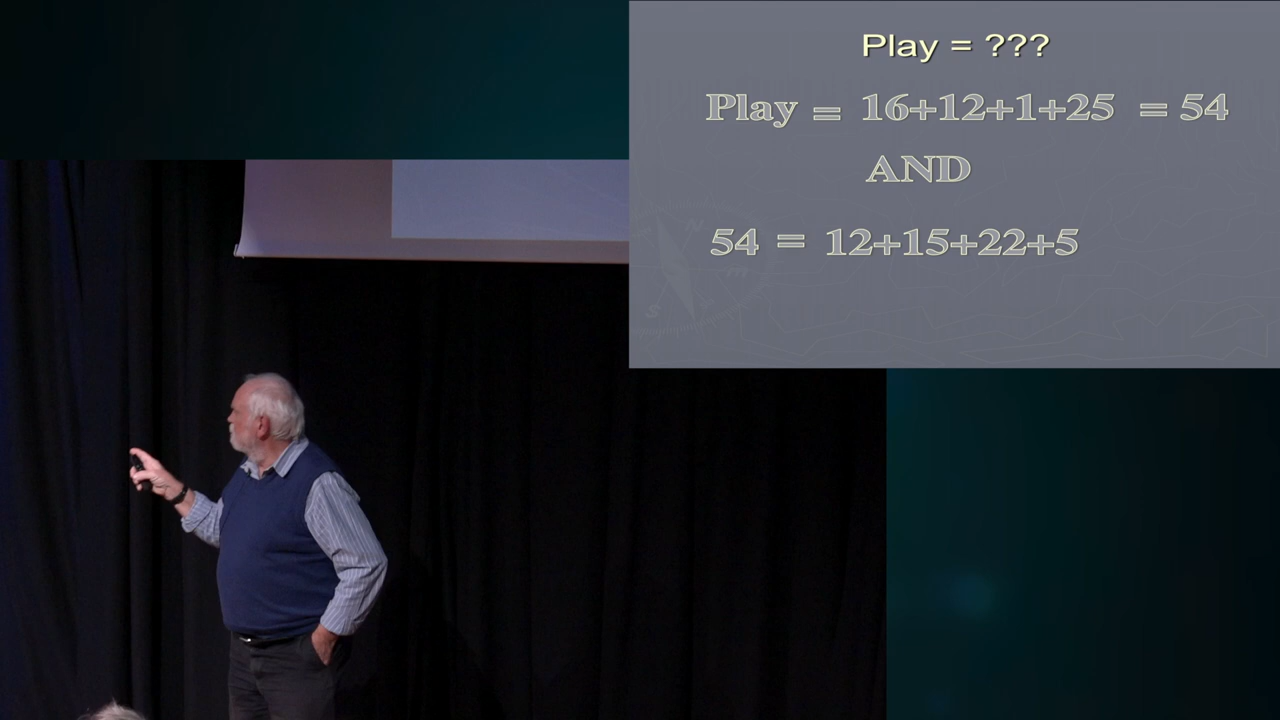 Play = ???
Play = 16+12+1+25 = 54
AND
54 = 12+15+22+5